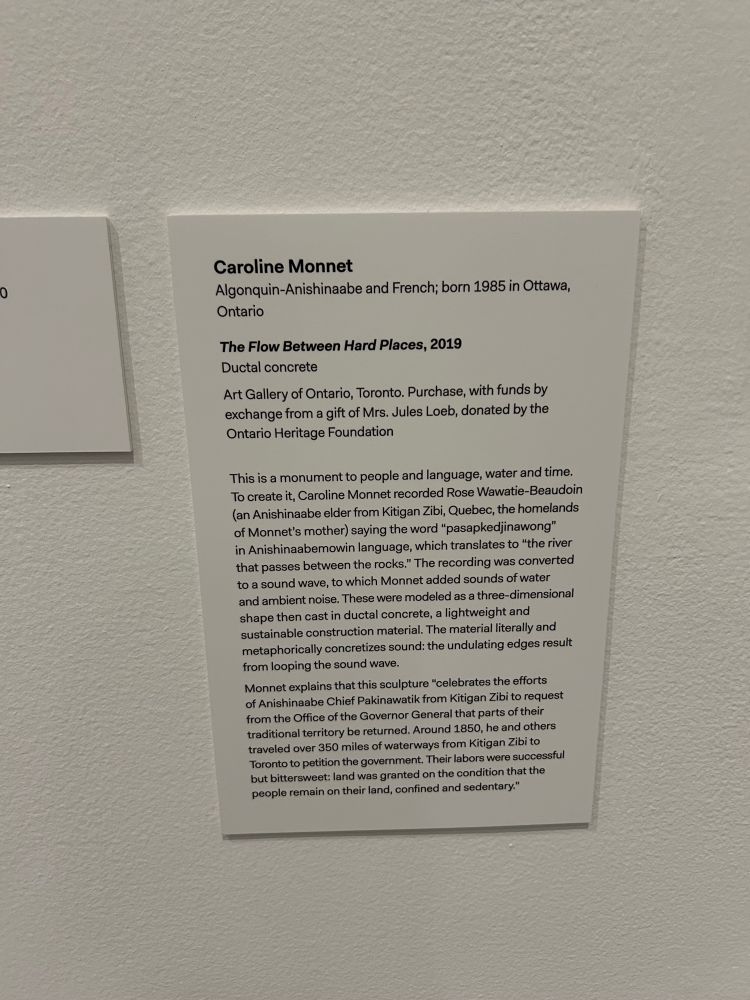 0
Caroline Monnet
Algonquin-Anishinaabe and French; born 1985 in Ottawa,
Ontario
The Flow Between Hard Places, 2019
Ductal concrete
Art Gallery of Ontario, Toronto. Purchase, with funds by
exchange from a gift of Mrs. Jules Loeb, donated by the
Ontario Heritage Foundation
This is a monument to people and language, water and time.
To create it, Caroline Monnet recorded Rose Wawatie-Beaudoin
(an Anishinaabe elder from Kitigan Zibi, Quebec, the homelands
of Monnet's mother) saying the word “pasapkedjinawong”
in Anishinaabemowin language, which translates to “the river
that passes between the rocks.” The recording was converted
to a sound wave, to which Monnet added sounds of water
and ambient noise. These were modeled as a three-dimensional
shape then cast in ductal concrete, a lightweight and
sustainable construction material. The material literally and
metaphorically concretizes sound: the undulating edges result
from looping the sound wave.
Monnet explains that this sculpture “celebrates the efforts
of Anishinaabe Chief Pakinawatik from Kitigan Zibi to request
from the Office of the Governor General that parts of their
traditional territory be returned. Around 1850, he and others
traveled over 350 miles of waterways from Kitigan Zibi to
Toronto to petition the government. Their labors were successful
but bittersweet: land was granted on the condition that the
people remain on their land, confined and sedentary.”